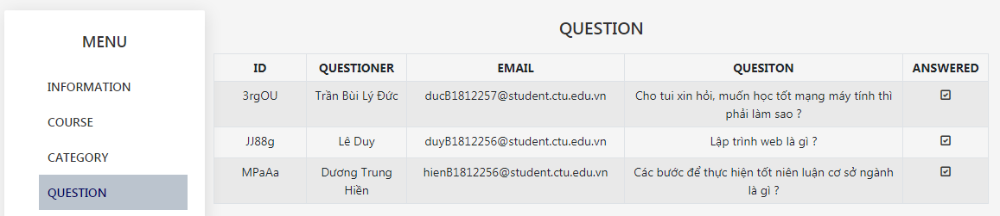 MENU
INFORMATION
COURSE
CATEGORY
QUESTION
QUESTION
ID QUESTIONER EMAIL QUESITON ANSWERED
3rgOU Trần Bùi Lý Đức ducB1812257@student.ctu.edu.vn Cho tui xin hỏi, muốn học tốt mạng máy tính thì
phải làm sao ?
JJ88g Lê Duy duyB1812256@student.ctu.edu.vn Lập trình web là gì ?
MPaAa Dương Trung hienB1812256@student.ctu.edu.vn Các bước để thực hiện tốt niên luận cơ sở ngành
Hiền là gì ?